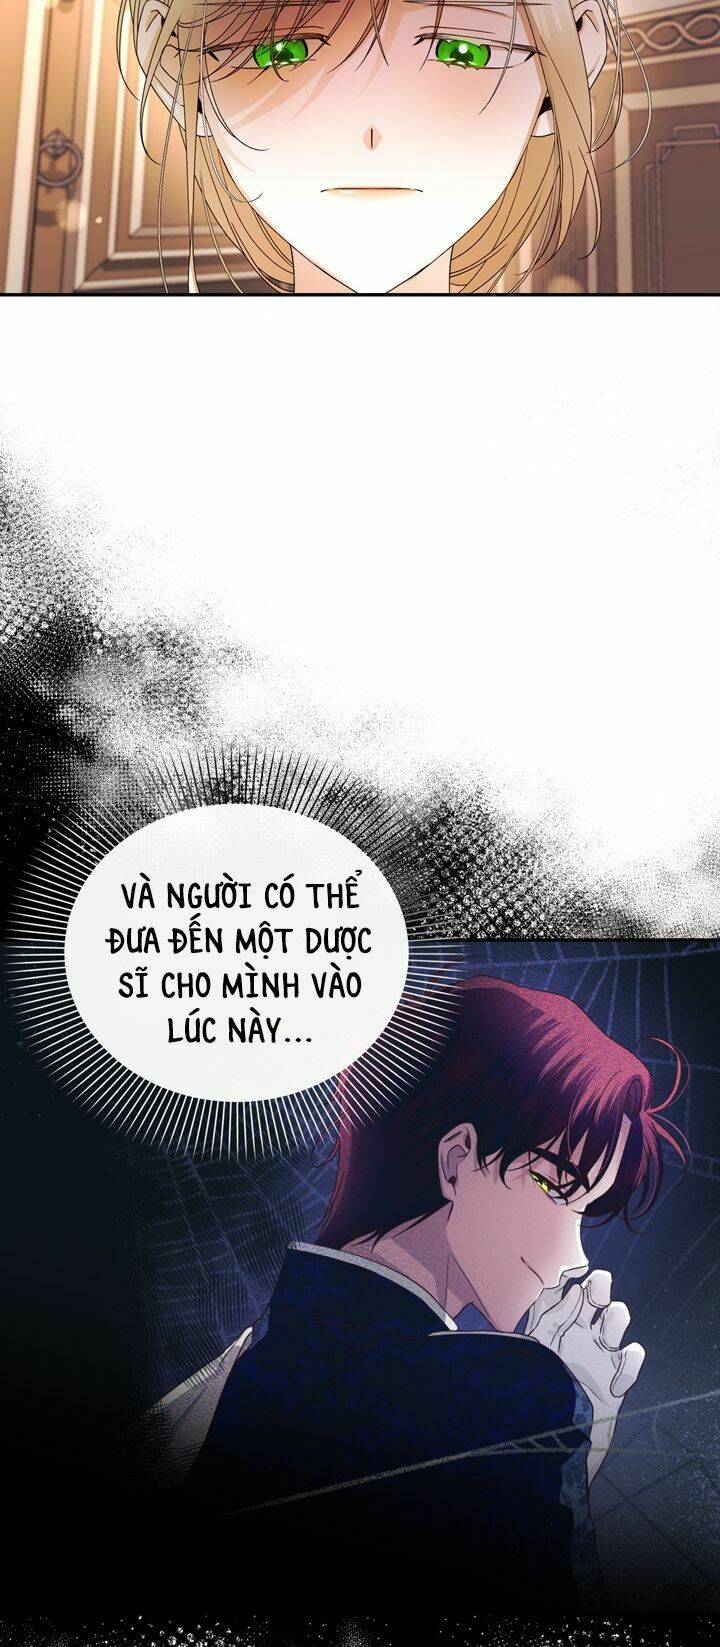 VÀ NGƯỜI CÓ THỂ
ĐƯA ĐẾN MỘT DƯỢC
SĨ CHO MÌNH VÀO
LÚC NÀY...